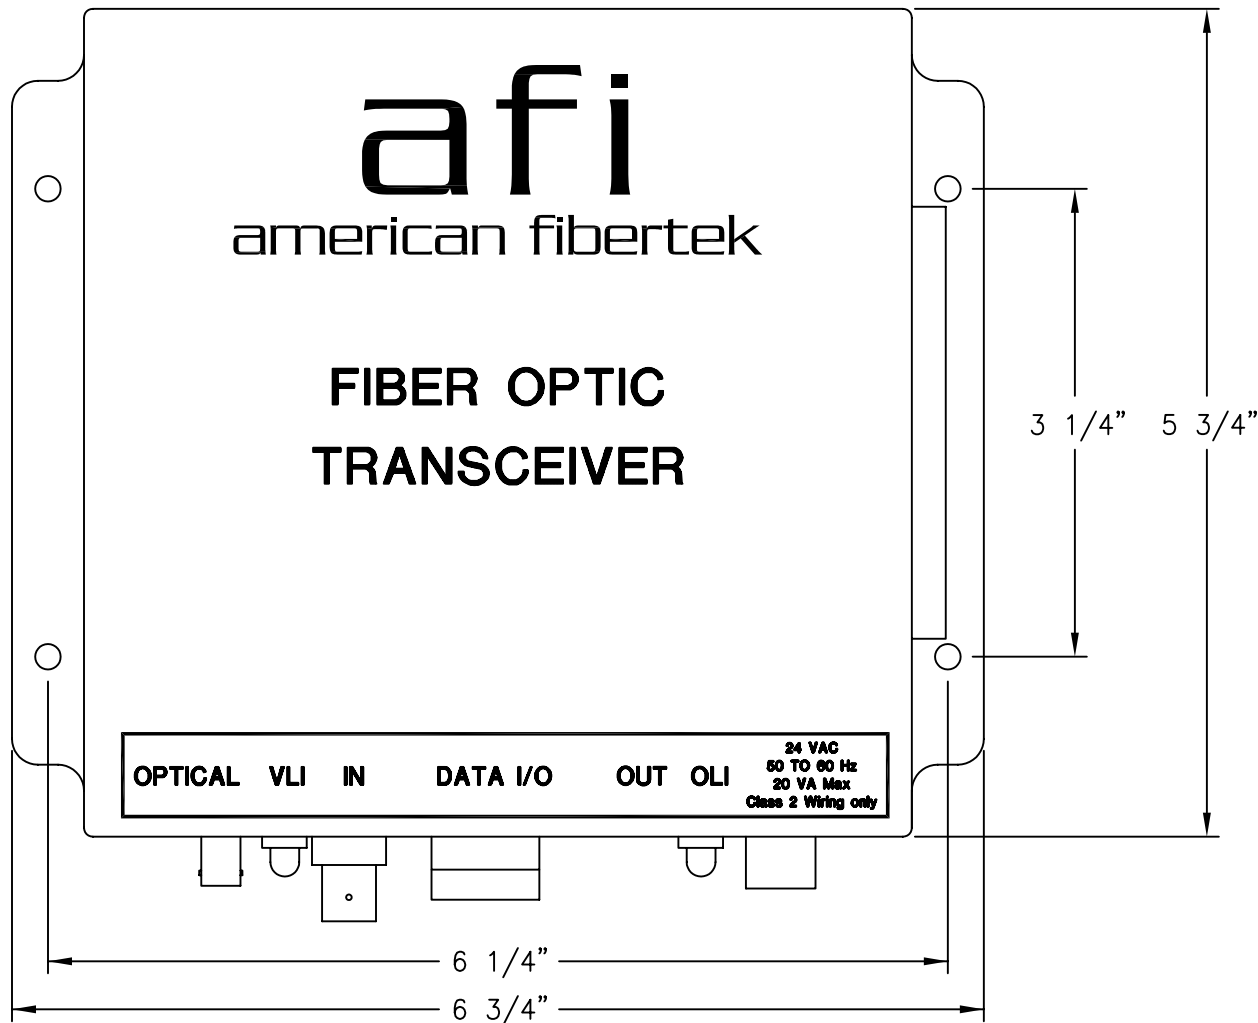 afi
american fibertek
FIBER OPTIC
TRANSCEIVER
3 1/4” 5 3/4”
OPTICAL VLI IN DATA I/O OUT OLI
24 VAC
50 TO 60 Hz
20 VA Max
Class 2 Wiring only
6 1/4”
6 3/4”